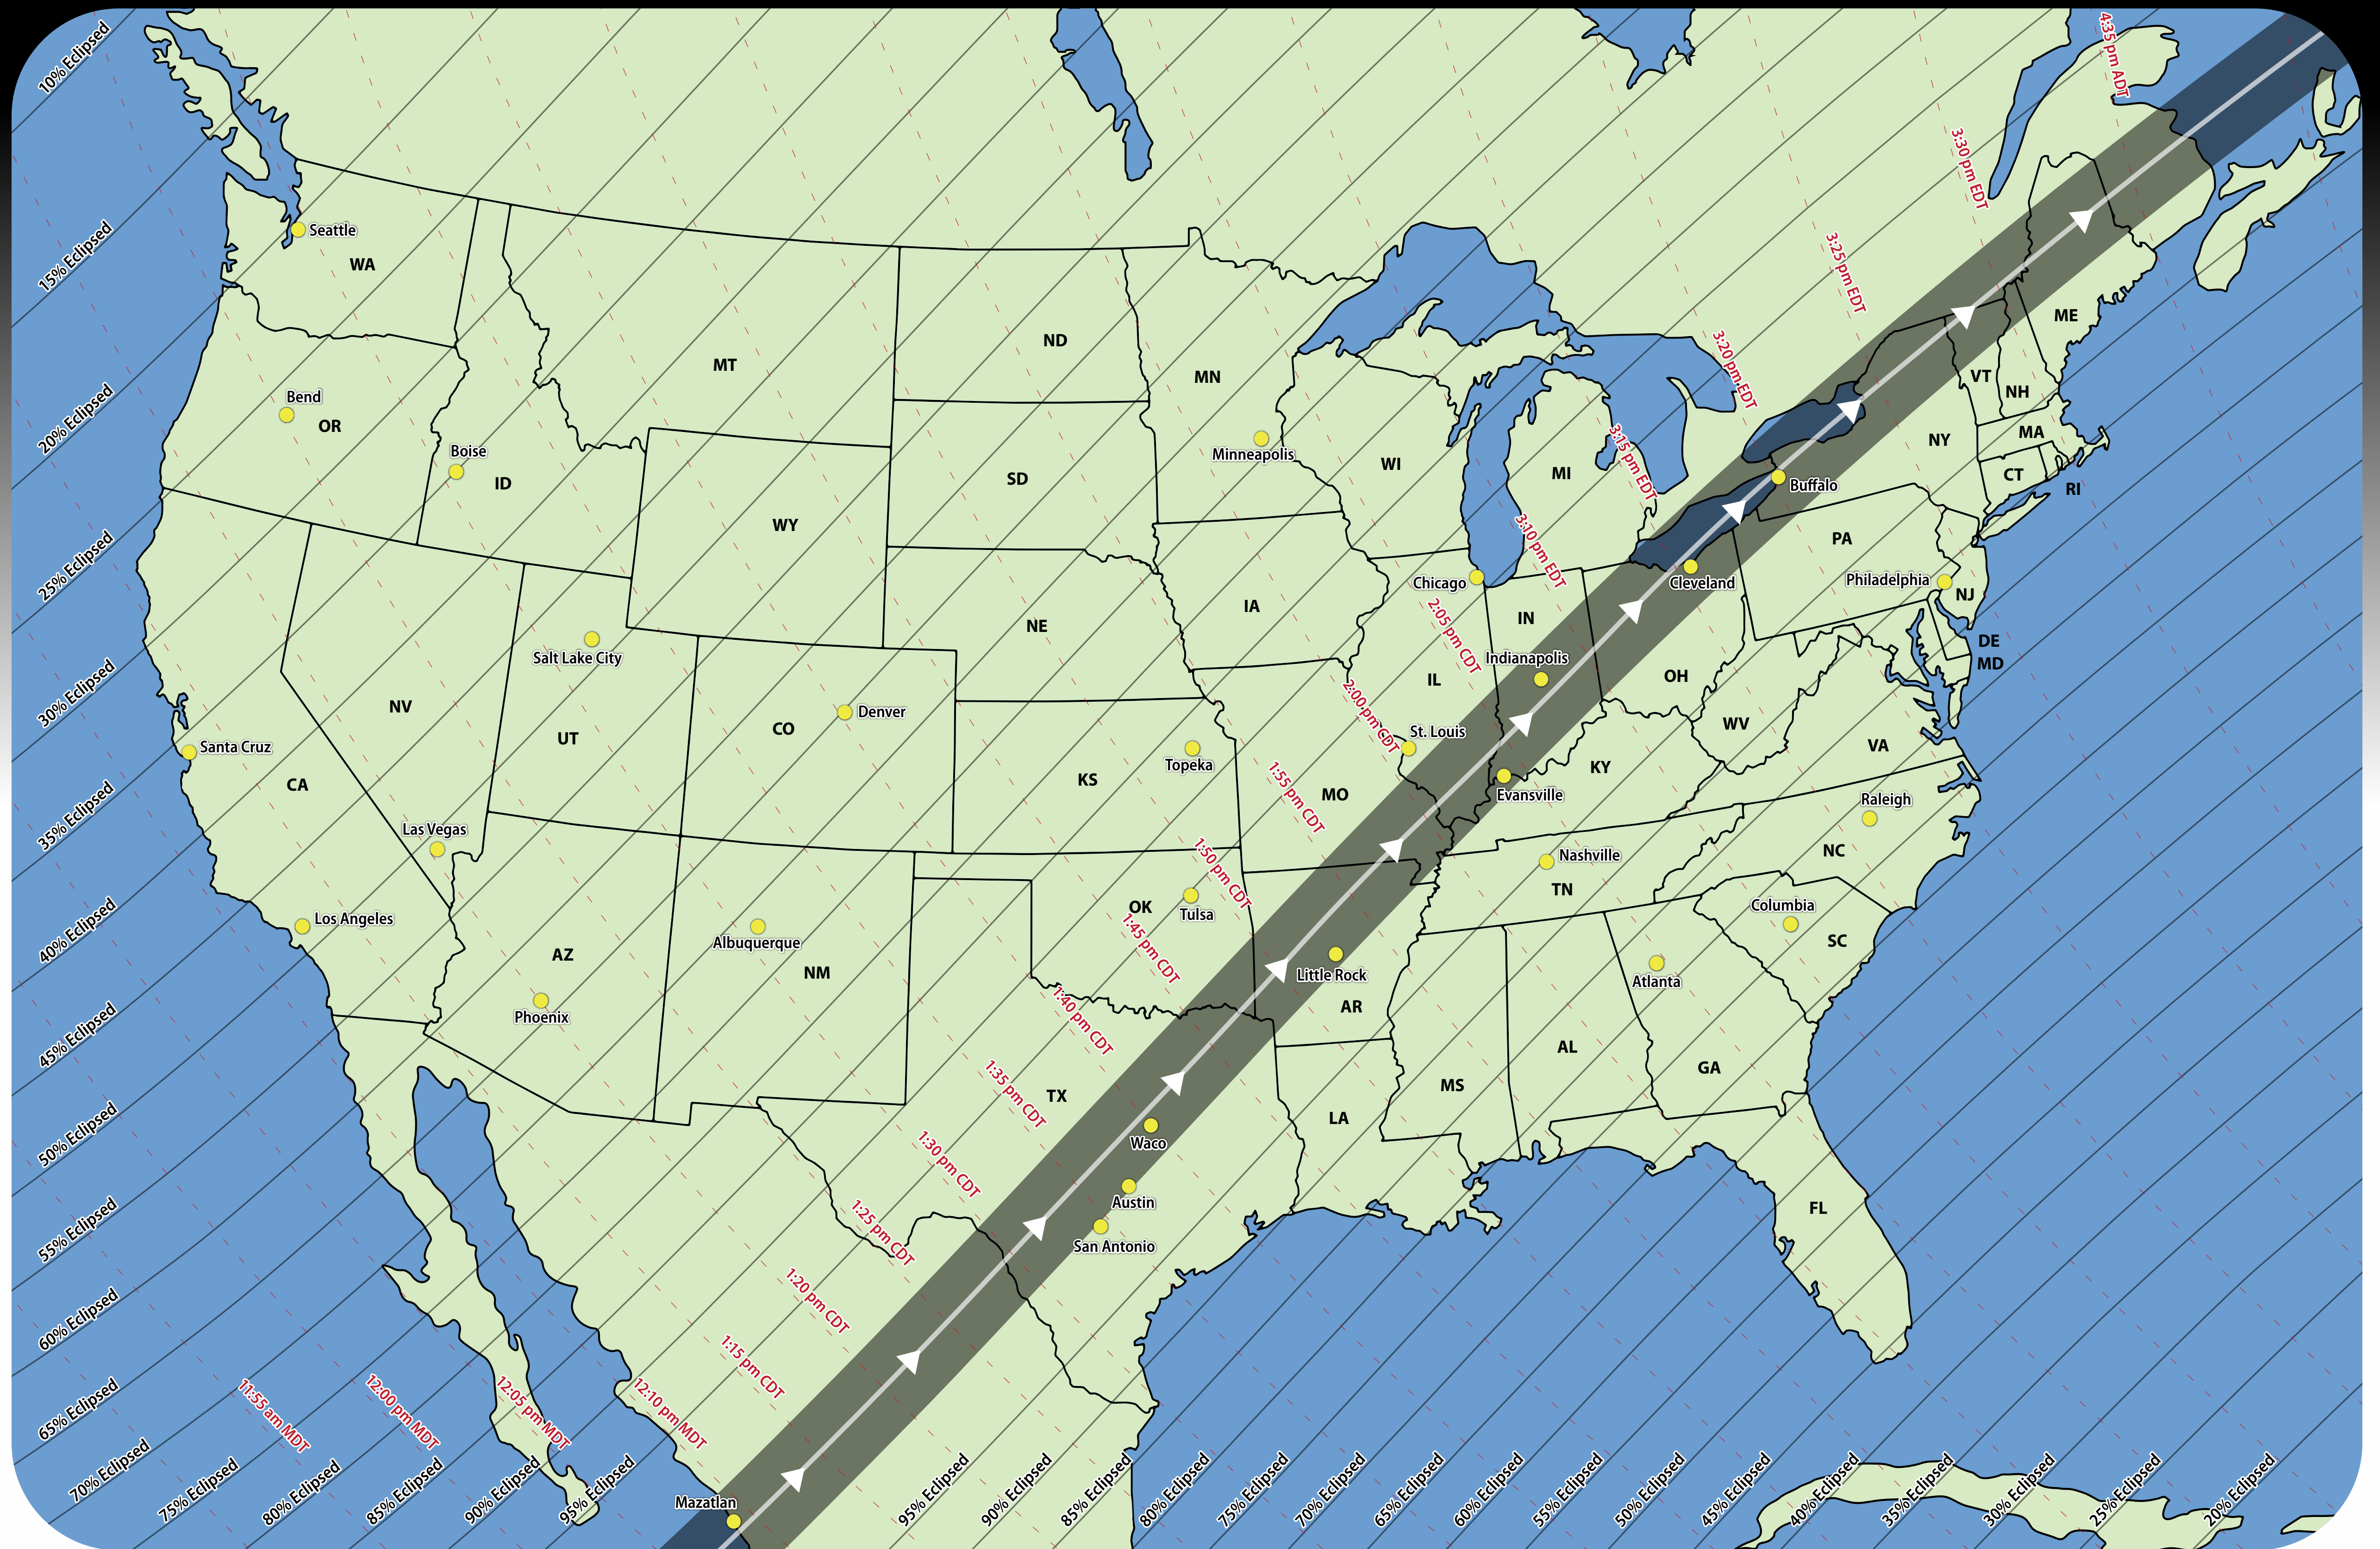 10% Eclipsed
15% Eclipsed
20% Eclipsed
25% Eclipsed
30% Eclipsed
35% Eclipsed
40% Eclipsed
45% Eclipsed
50% Eclipsed
55% Eclipsed
60% Eclipsed
65% Eclipsed
70% Eclipsed
75% Eclipsed
80% Eclipsed
85% Eclipsed
90% Eclipsed
95% Eclipsed
95% Eclipsed
90% Eclipsed
85% Eclipsed
80% Eclipsed
75% Eclipsed
70% Eclipsed
65% Eclipsed
60% Eclipsed
55% Eclipsed
50% Eclipsed
45% Eclipsed
40% Eclipsed
35% Eclipsed
30% Eclipsed
25% Eclipsed
20% Eclipsed
11:55 am MDT
12:00 pm MDT
12:05 pm MDT
12:10 pm MDT
1:15 pm CDT
1:20 pm CDT
1:25 pm CDT
1:30 pm CDT
1:35 pm CDT
1:40 pm CDT
1:45 pm CDT
1:50 pm CDT
1:55 pm CDT
2:00 pm CDT
2:05 pm CDT
3:10 pm EDT
3:15 pm EDT
3:20 pm EDT
3:25 pm EDT
3:30 pm EDT
4:35 pm ADT
Seattle
WA
Bend
OR
Boise
ID
MT
WY
ND
SD
NE
MN
Minneapolis
WI
MI
IA
Chicago
IL
IN
Indianapolis
OH
Cleveland
Buffalo
NY
VT
NH
ME
MA
CT
RI
PA
Philadelphia
NJ
DE
MD
WV
VA
Salt Lake City
UT
NV
Santa Cruz
CA
Las Vegas
Los Angeles
CO
Denver
KS
Topeka
MO
St. Louis
Evansville
KY
Nashville
TN
Raleigh
NC
Columbia
SC
Atlanta
GA
AL
MS
LA
AR
Little Rock
OK
Tulsa
AZ
Phoenix
Albuquerque
NM
TX
Waco
Austin
San Antonio
FL
Mazatlan